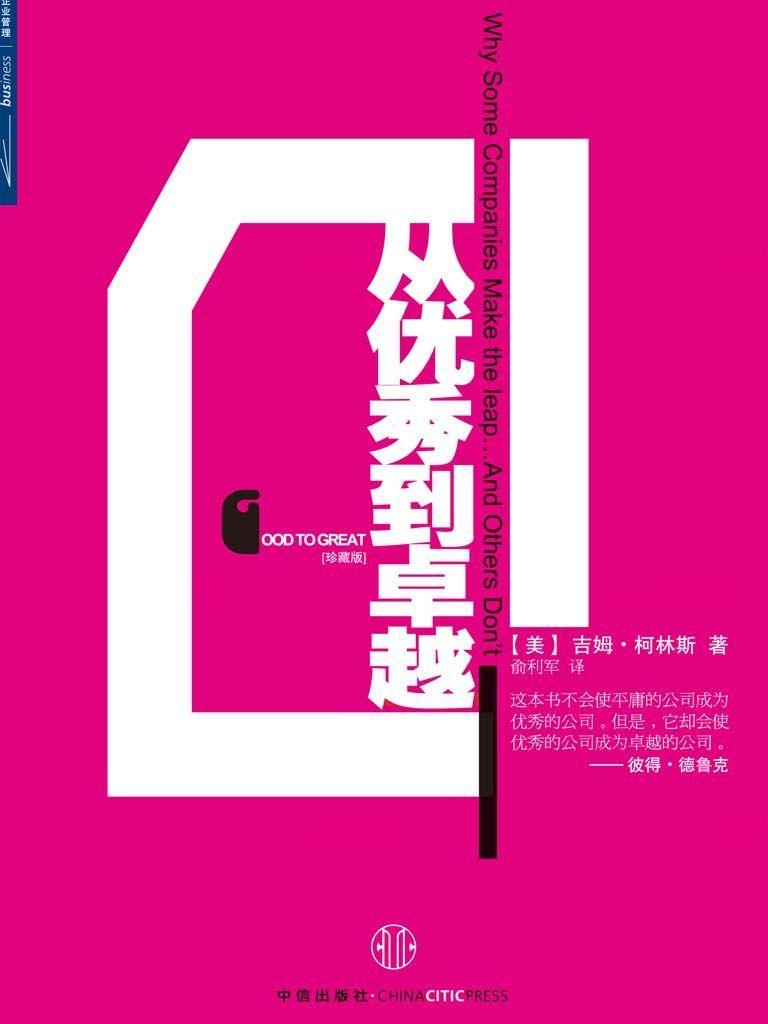 企业管理
business
Why Some Companies Make the leap...And Others Don't
从优秀到卓越
GOOD TO GREAT
[珍藏版]
【美】吉姆·柯林斯 著
俞利军 译
这本书不会使平庸的公司成为
优秀的公司。但是，它却会使
优秀的公司成为卓越的公司。
—— 彼得·德鲁克
中信出版社·CHINACITICPRESS